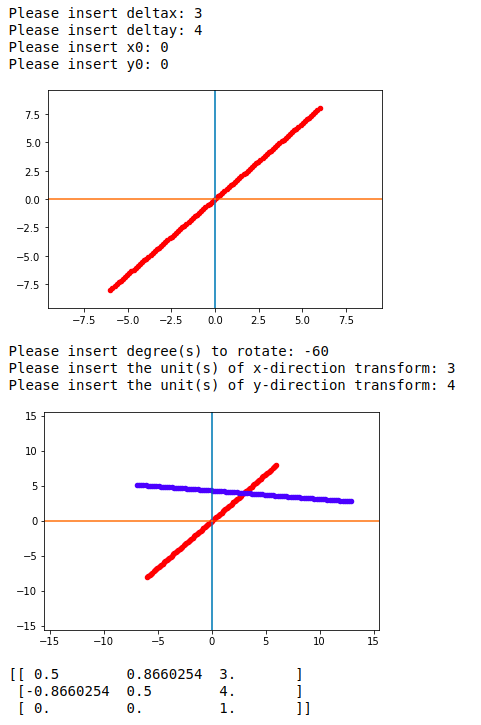 Please insert deltax: 3
Please insert deltay: 4
Please insert x0: 0
Please insert y0: 0
7.5
5.0
2.5
0.0
−2.5
−5.0
−7.5
−7.5 −5.0 −2.5 0.0 2.5 5.0 7.5
Please insert degree(s) to rotate: -60
Please insert the unit(s) of x-direction transform: 3
Please insert the unit(s) of y-direction transform: 4
15
10
5
0
−5
−10
−15
−15 −10 −5 0 5 10 15
[[ 0.5 0.8660254 3. ]
[-0.8660254 0.5 4. ]
[ 0. 0. 1. ]]